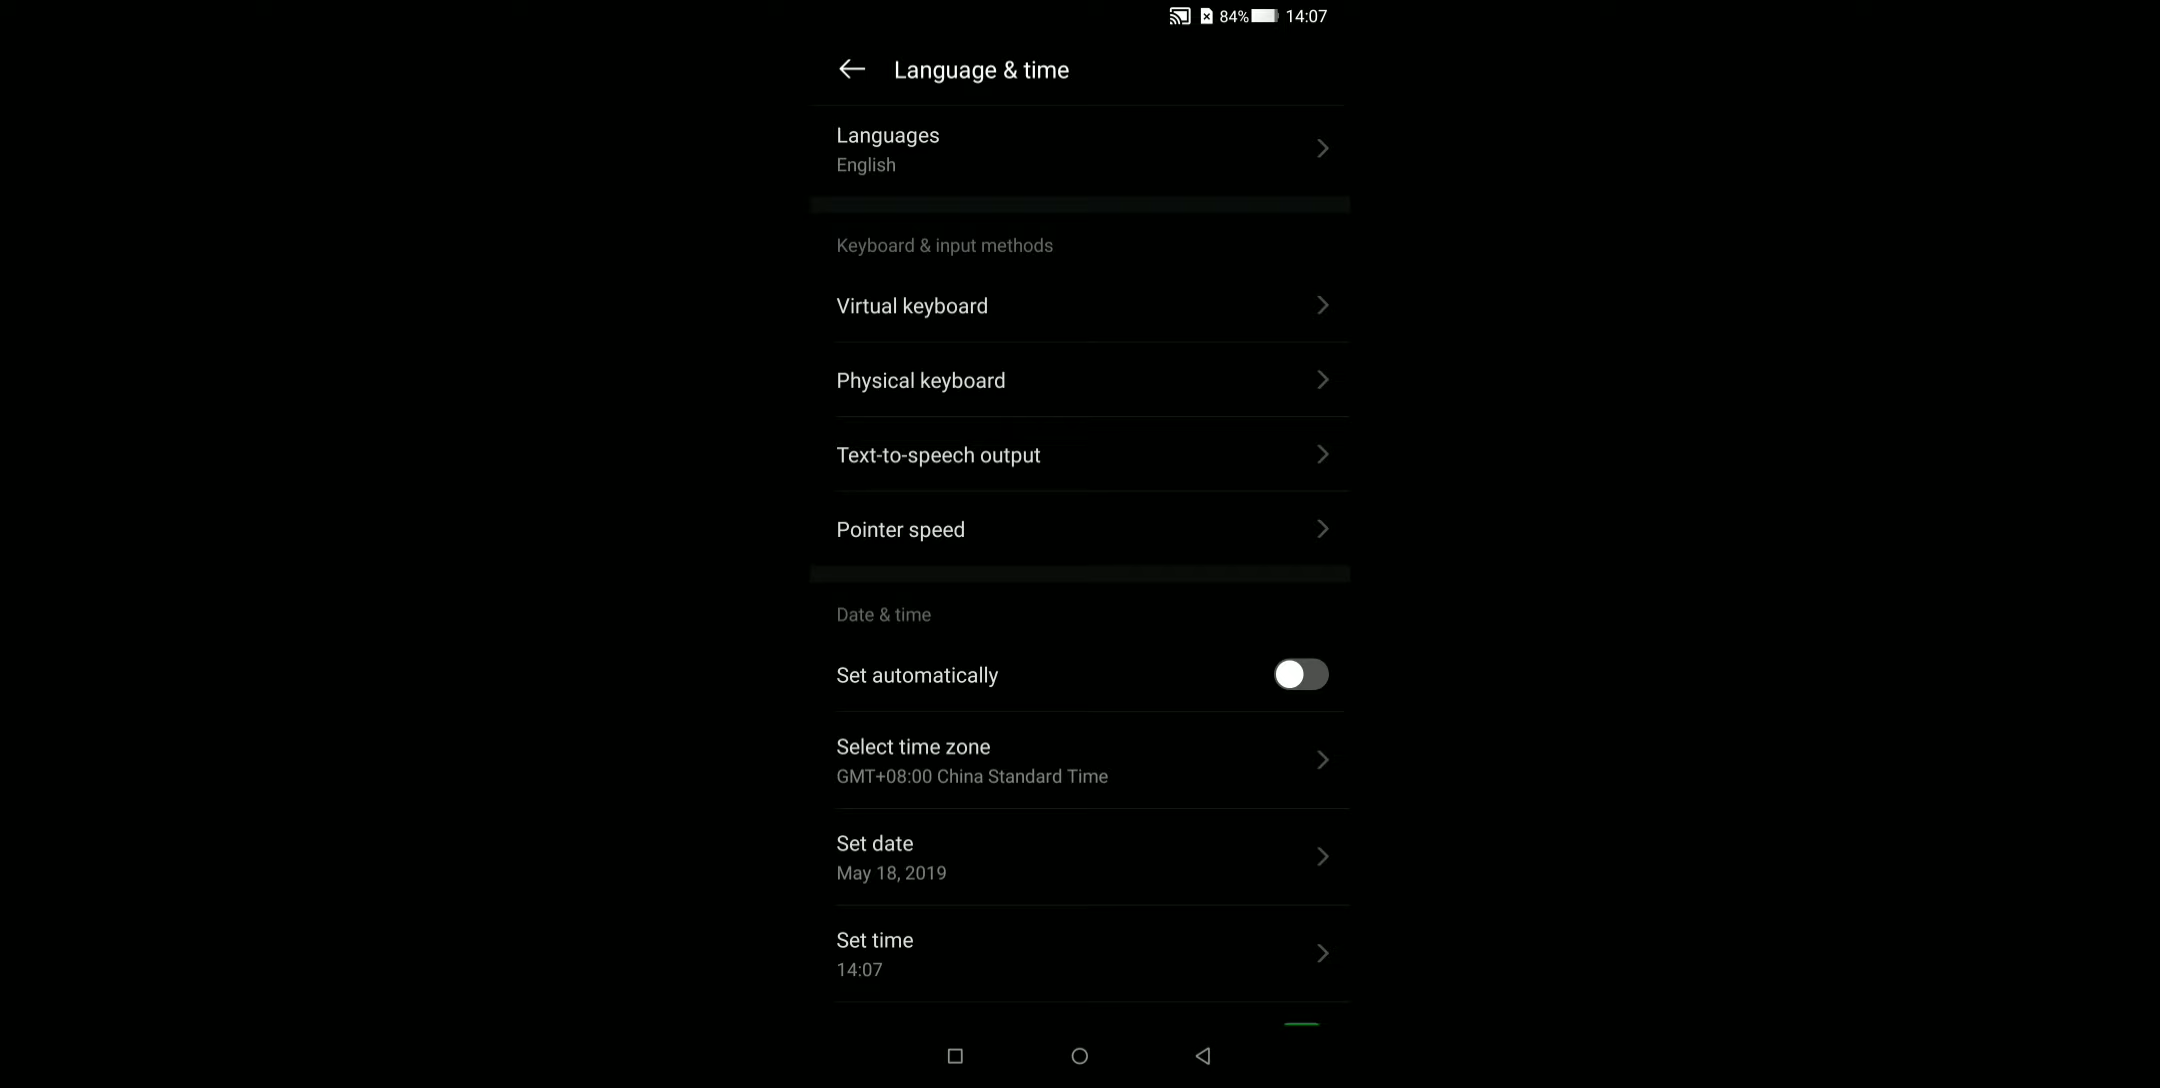 84% 14:07
Language & time
Languages
English
Keyboard & input methods
Virtual keyboard
Physical keyboard
Text-to-speech output
Pointer speed
Date & time
Set automatically
Select time zone
GMT+08:00 China Standard Time
Set date
May 18, 2019
Set time
14:07